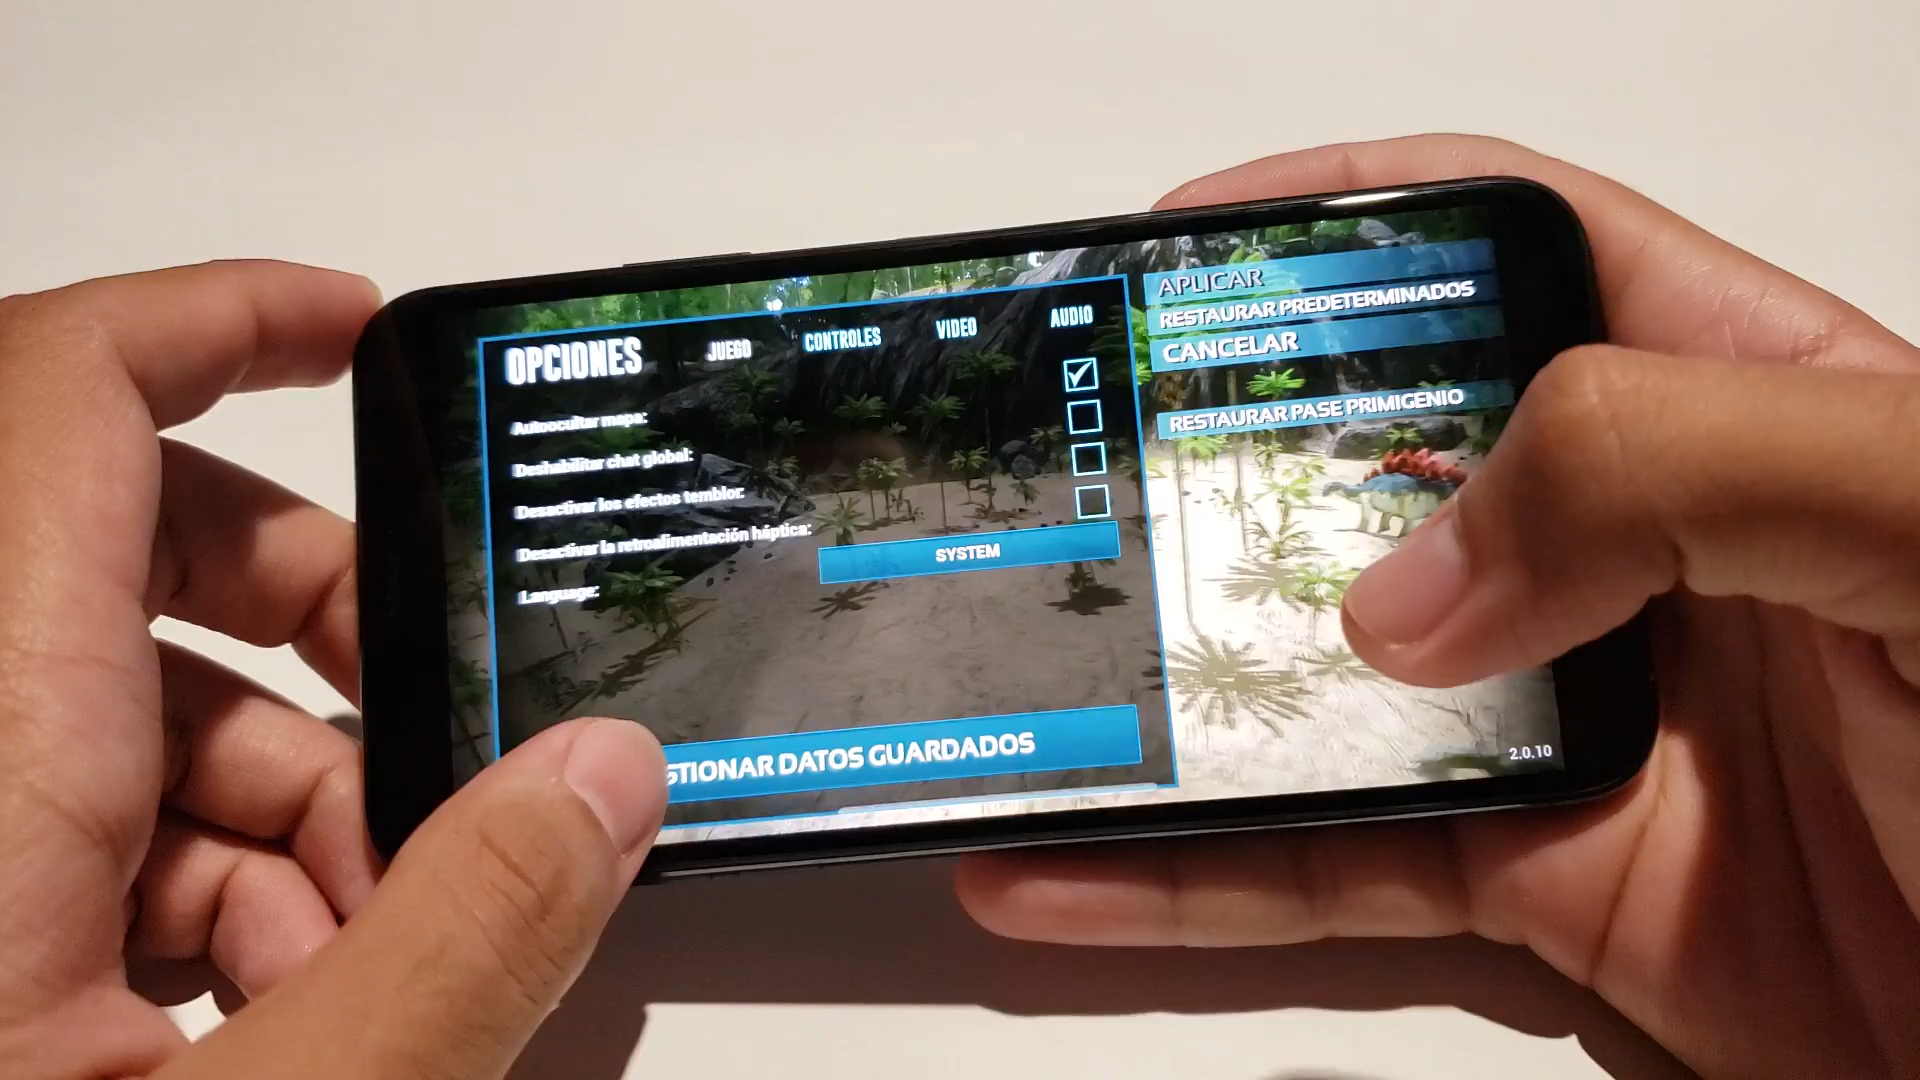 OPCIONES
JUEGO
CONTROLES
VIDEO
AUDIO
Autoocultar mapa:
Deshabilitar chat global:
Desactivar los efectos temblor:
Desactivar la retroalimentación háptica:
Language:
SYSTEM
STIONAR DATOS GUARDADOS
APLICAR
RESTAURAR PREDETERMINADOS
CANCELAR
RESTAURAR PASE PRIMIGENIO
2.0.10